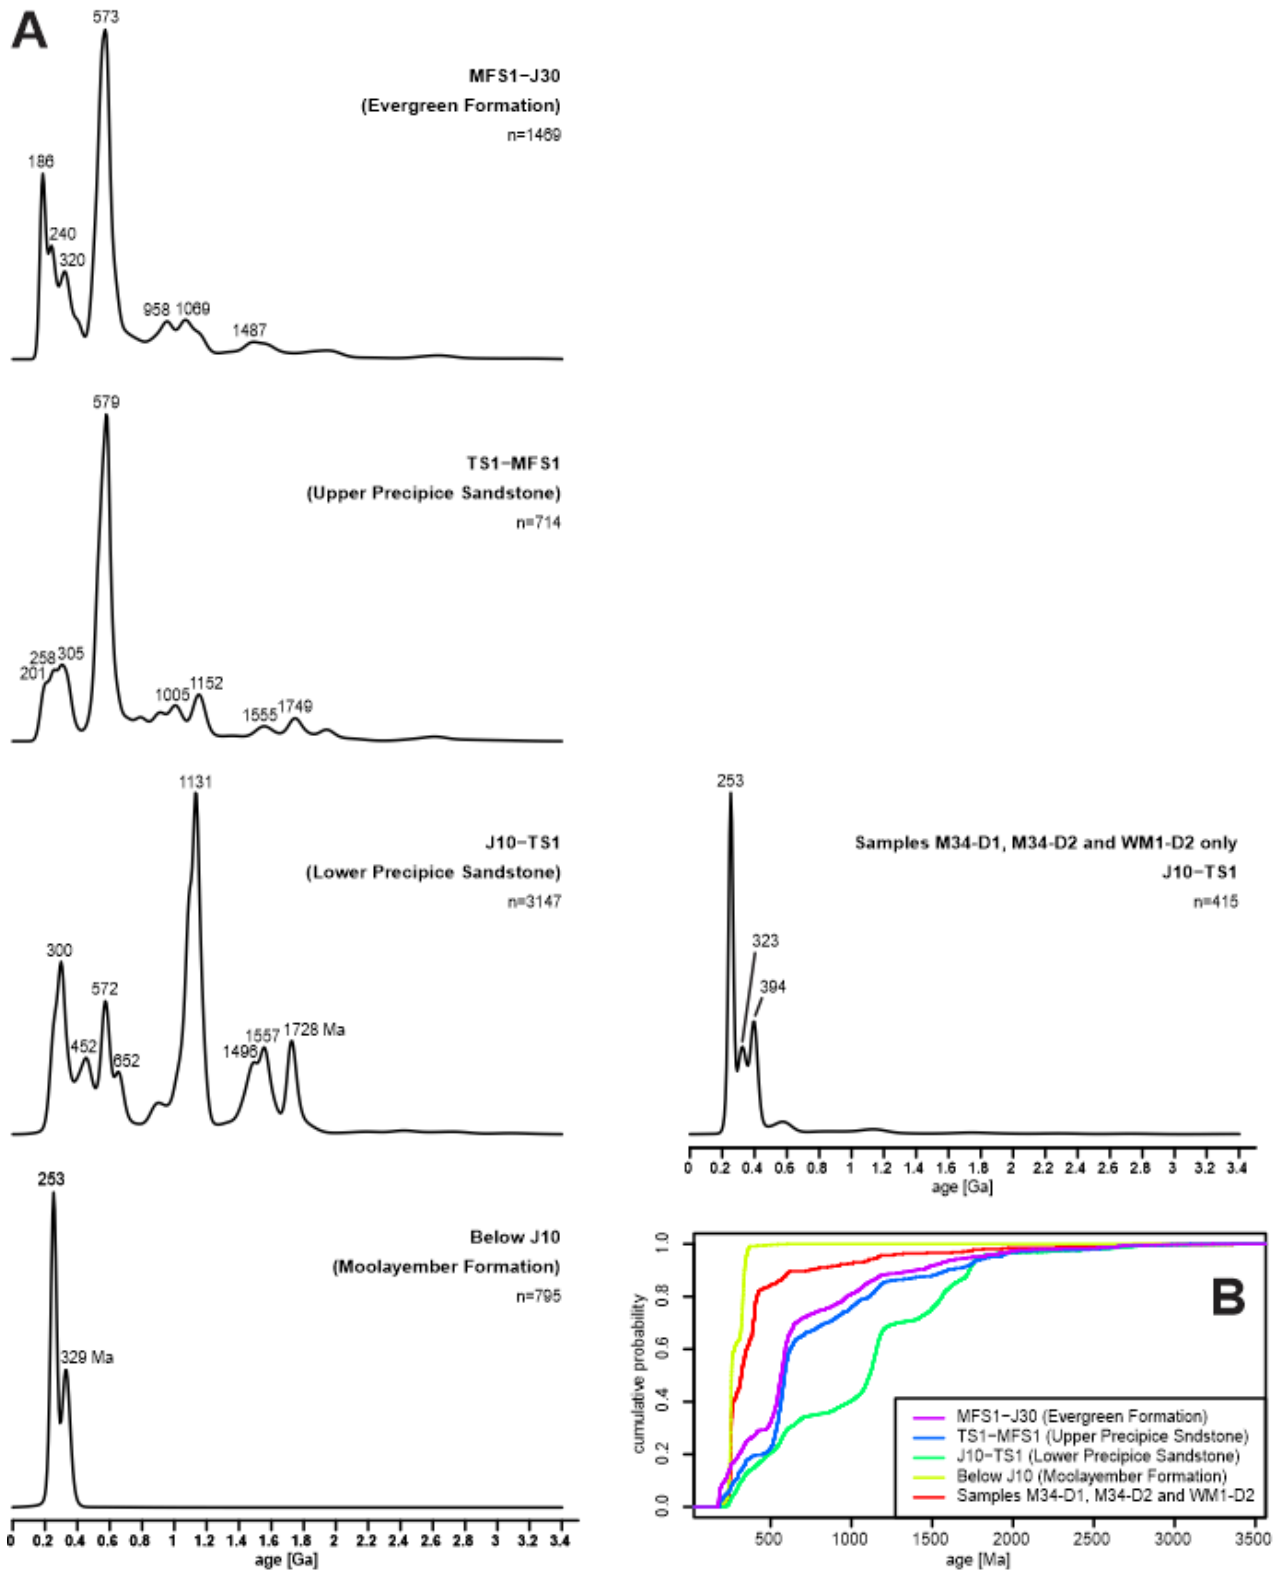 A
573
MFS1−J30
(Evergreen Formation)
n=1469
186
240
320
958 1069
1487
579
TS1−MFS1
(Upper Precipice Sandstone)
n=714
258 305
201
1005 1152
1555 1749
1131
J10−TS1
(Lower Precipice Sandstone)
n=3147
300
572
452
652
1496 1557 1728 Ma
253
Samples M34-D1, M34-D2 and WM1-D2 only
J10−TS1
n=415
323
394
0 0.2 0.4 0.6 0.8 1 1.2 1.4 1.6 1.8 2 2.2 2.4 2.6 2.8 3 3.2 3.4
age [Ga]
253
Below J10
(Moolayember Formation)
n=795
329 Ma
0 0.2 0.4 0.6 0.8 1 1.2 1.4 1.6 1.8 2 2.2 2.4 2.6 2.8 3 3.2 3.4
age [Ga]
B
cumulative probability
0.0 0.2 0.4 0.6 0.8 1.0
MFS1−J30 (Evergreen Formation)
TS1−MFS1 (Upper Precipice Sndstone)
J10−TS1 (Lower Precipice Sandstone)
Below J10 (Moolayember Formation)
Samples M34-D1, M34-D2 and WM1-D2
500 1000 1500 2000 2500 3000 3500
age [Ma]